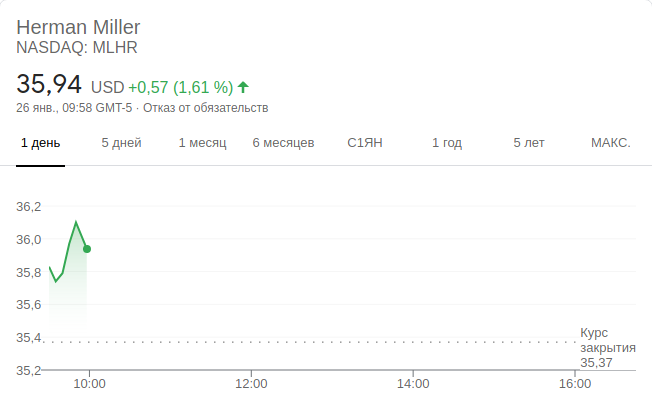 Herman Miller
NASDAQ: MLHR
35,94 USD +0,57 (1,61 %)
26 янв., 09:58 GMT-5 · Отказ от обязательств
1 день 5 дней 1 месяц 6 месяцев С1ЯН 1 год 5 лет МАКС.
36,2
36,0
35,8
35,6
35,4
35,2
Курс
закрытия
35,37
10:00 12:00 14:00 16:00